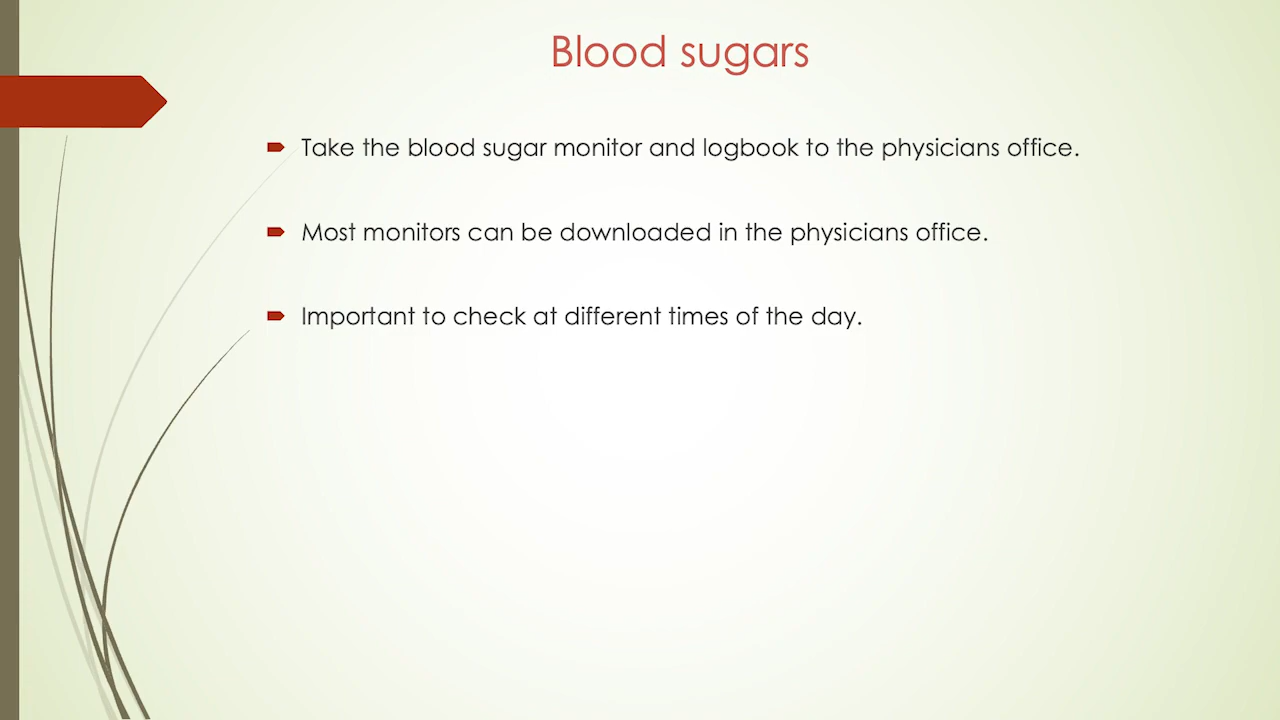 Blood sugars
Take the blood sugar monitor and logbook to the physicians office.
Most monitors can be downloaded in the physicians office.
Important to check at different times of the day.